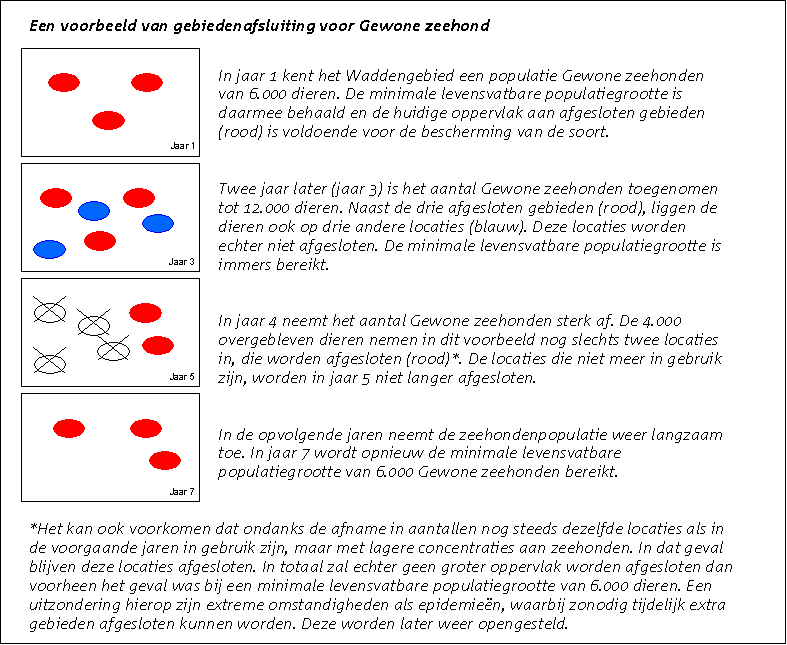 Een voorbeeld van gebiedenafsluiting voor Gewone zeehond
In jaar 1 kent het Waddengebied een populatie Gewone zeehonden
van 6.000 dieren. De minimale levensvatbare populatiegrootte is
daarmee behaald en de huidige oppervlak aan afgesloten gebieden
(rood) is voldoende voor de bescherming van de soort.
Jaar 1
Twee jaar later (jaar 3) is het aantal Gewone zeehonden toegenomen
tot 12.000 dieren. Naast de drie afgesloten gebieden (rood), liggen de
dieren ook op drie andere locaties (blauw). Deze locaties worden
echter niet afgesloten. De minimale levensvatbare populatiegrootte is
immers bereikt.
Jaar 3
In jaar 4 neemt het aantal Gewone zeehonden sterk af. De 4.000
overgebleven dieren nemen in dit voorbeeld nog slechts twee locaties
in, die worden afgesloten (rood)*. De locaties die niet meer in gebruik
zijn, worden in jaar 5 niet langer afgesloten.
Jaar 5
In de opvolgende jaren neemt de zeehondenpopulatie weer langzaam
toe. In jaar 7 wordt opnieuw de minimale levensvatbare
populatiegrootte van 6.000 Gewone zeehonden bereikt.
Jaar 7
*Het kan ook voorkomen dat ondanks de afname in aantallen nog steeds dezelfde locaties als in
de voorgaande jaren in gebruik zijn, maar met lagere concentraties aan zeehonden. In dat geval
blijven deze locaties afgesloten. In totaal zal echter geen groter oppervlak worden afgesloten dan
voorheen het geval was bij een minimale levensvatbare populatiegrootte van 6.000 dieren. Een
uitzondering hierop zijn extreme omstandigheden als epidemieën, waarbij zonodig tijdelijk extra
gebieden afgesloten kunnen worden. Deze worden later weer opengesteld.